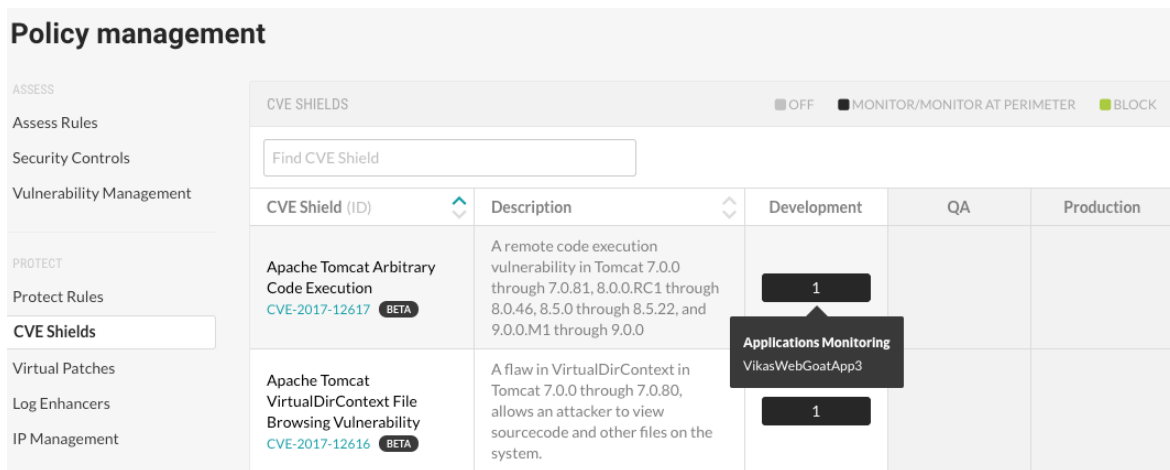 Policy management
ASSESS
Assess Rules
Security Controls
Vulnerability Management
PROTECT
Protect Rules
CVE Shields
Virtual Patches
Log Enhancers
IP Management
CVE SHIELDS
OFF
MONITOR/MONITOR AT PERIMETER
BLOCK
Find CVE Shield
CVE Shield (ID)
Description
Development
QA
Production
Apache Tomcat Arbitrary
Code Execution
CVE-2017-12617 BETA
A remote code execution
vulnerability in Tomcat 7.0.0
through 7.0.81, 8.0.0.RC1 through
8.0.46, 8.5.0 through 8.5.22, and
9.0.0.M1 through 9.0.0
1
Applications Monitoring
VikasWebGoatApp3
Apache Tomcat
VirtualDirContext File
Browsing Vulnerability
CVE-2017-12616 BETA
A flaw in VirtualDirContext in
Tomcat 7.0.0 through 7.0.80,
allows an attacker to view
sourcecode and other files on the
system.
1